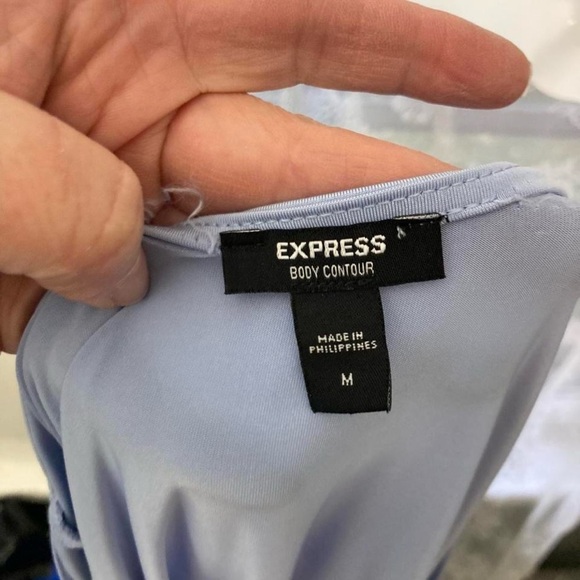 EXPRESS
BODY CONTOUR
MADE IN
PHILIPPINES
M